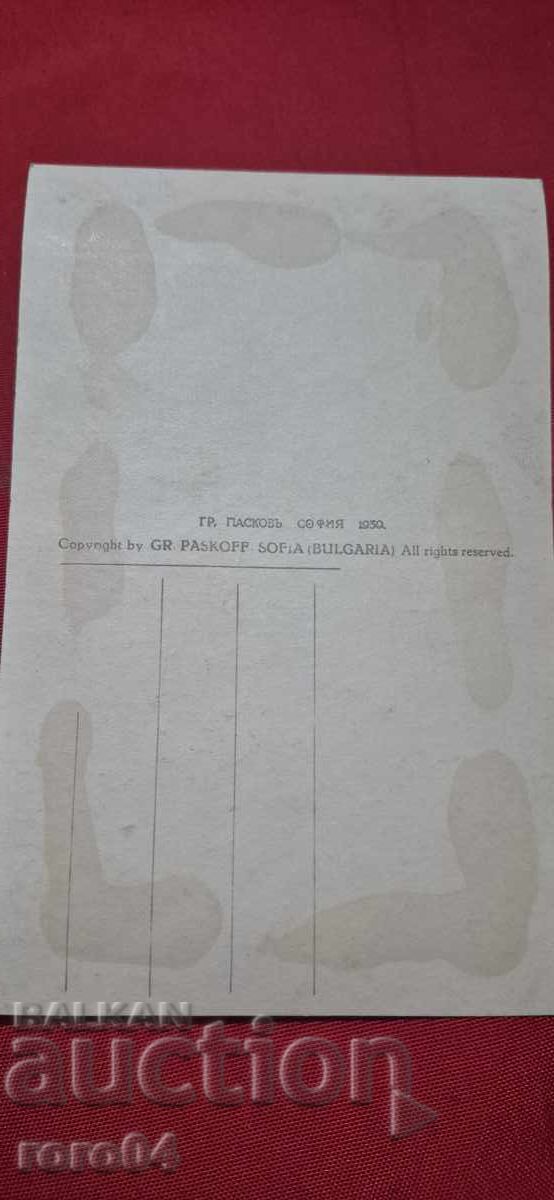 ГР. ПАСКОВЪ СОФИЯ 1930.
Copyright by GR. PASKOFF. SOFIA (BULGARIA) All rights reserved.
BALKAN
auction
roro04